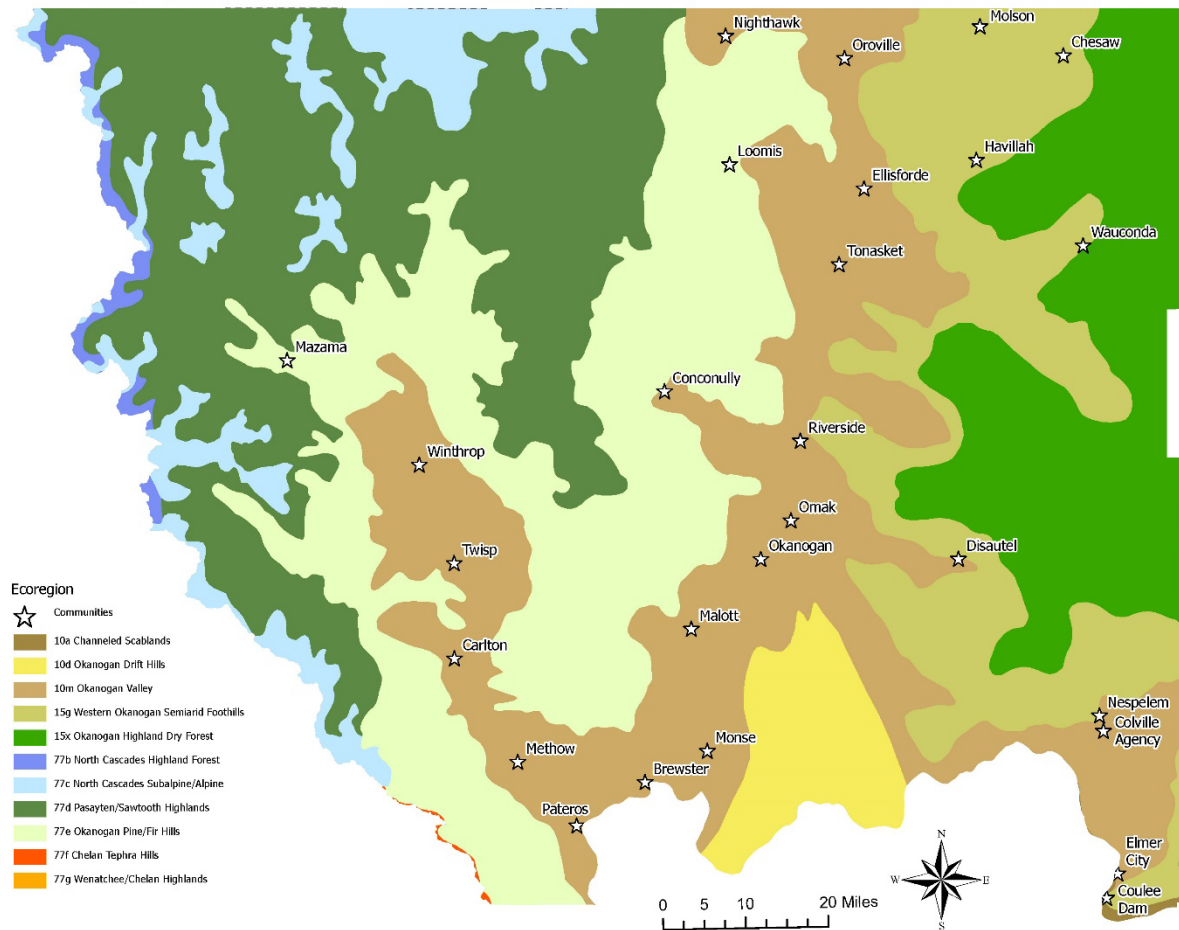 Nighthawk
Molson
Oroville
Chesaw
Loomis
Havillah
Ellisforde
Wauconda
Tonasket
Mazama
Conconully
Riverside
Winthrop
Omak
Twisp
Okanogan
Disautel
Malott
Carlton
Nespelem
Colville
Agency
Methow
Monse
Brewster
Pateros
Elmer
City
Coulee
Dam
Ecoregion
Communities
10a Channeled Scablands
10d Okanogan Drift Hills
10m Okanogan Valley
15g Western Okanogan Semiarid Foothills
15x Okanogan Highland Dry Forest
77b North Cascades Highland Forest
77c North Cascades Subalpine/Alpine
77d Pasayten/Sawtooth Highlands
77e Okanogan Pine/Fir Hills
77f Chelan Tephra Hills
77g Wenatchee/Chelan Highlands
N
W E
S
0 5 10 20 Miles